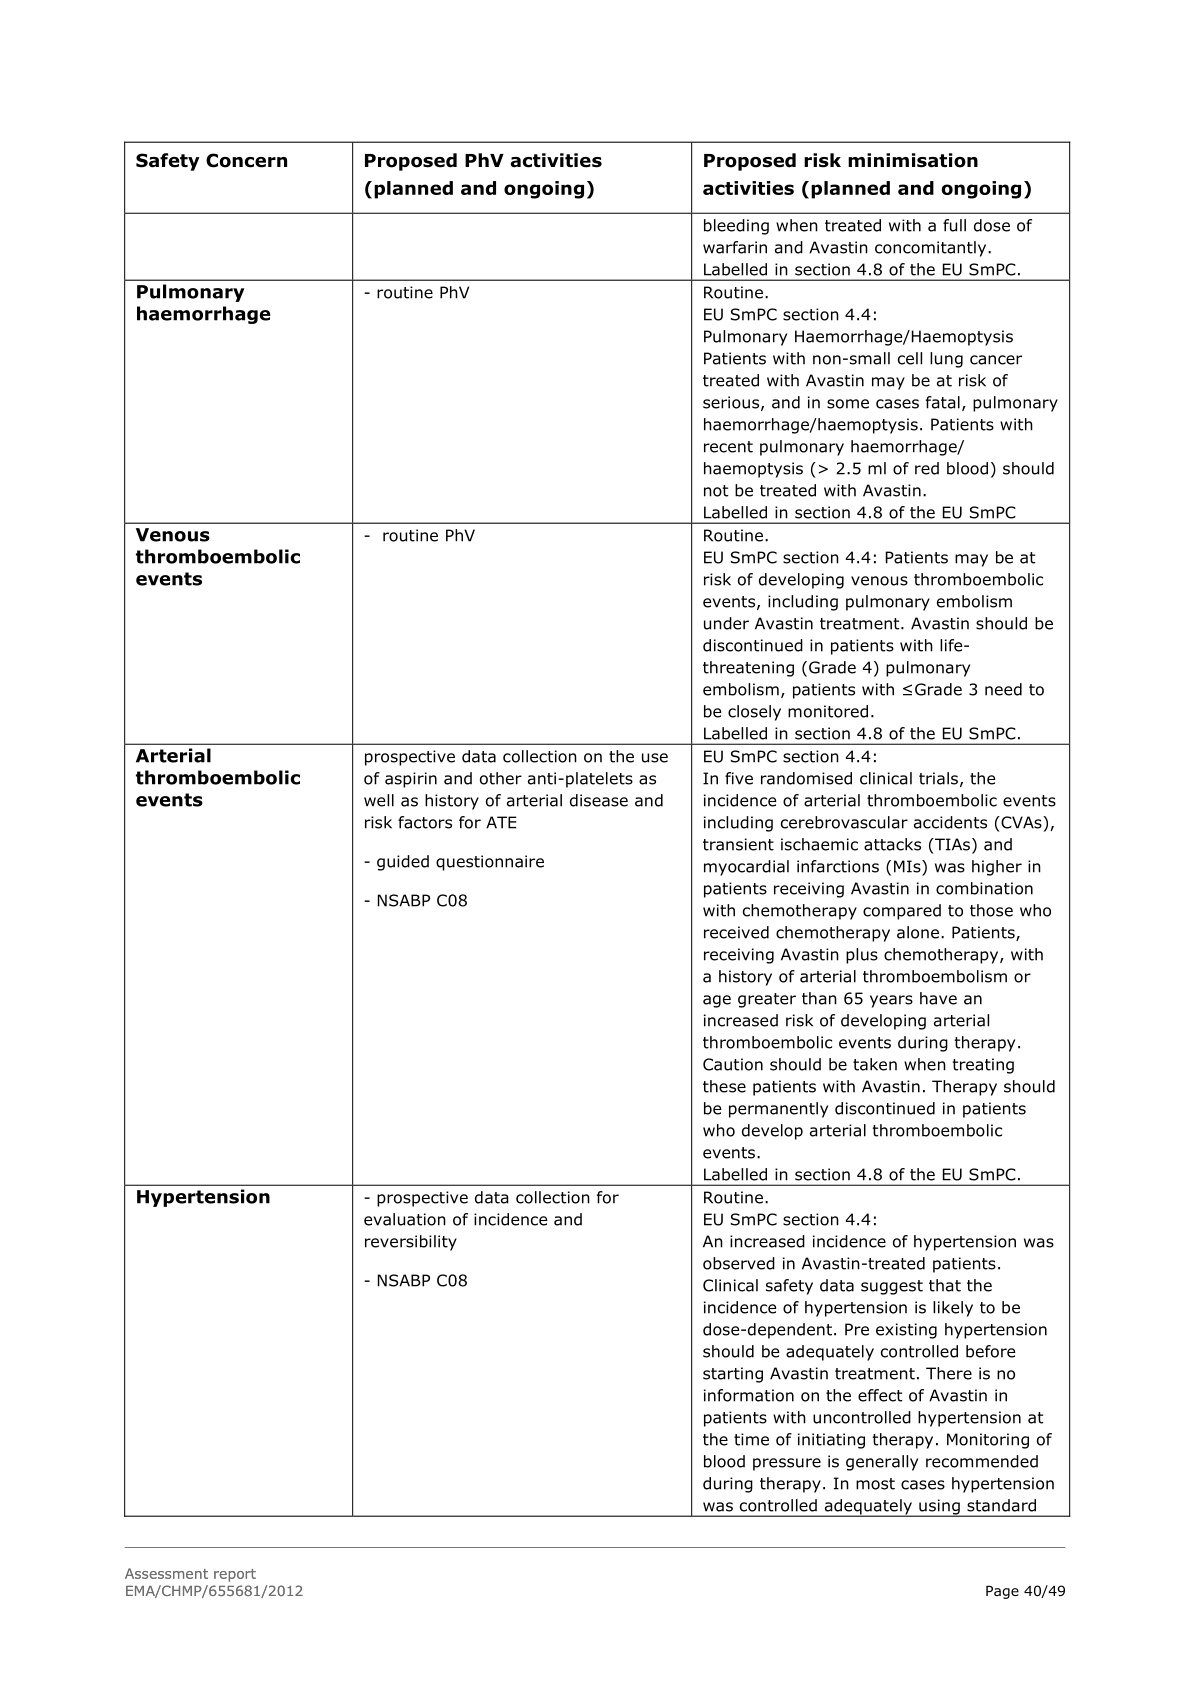 Safety Concern
Proposed PhV activities
(planned and ongoing)
Proposed risk minimisation
activities (planned and ongoing)
bleeding when treated with a full dose of
warfarin and Avastin concomitantly.
Labelled in section 4.8 of the EU SmPC.
Pulmonary
haemorrhage
- routine PhV
Routine.
EU SmPC section 4.4:
Pulmonary Haemorrhage/Haemoptysis
Patients with non-small cell lung cancer
treated with Avastin may be at risk of
serious, and in some cases fatal, pulmonary
haemorrhage/haemoptysis. Patients with
recent pulmonary haemorrhage/
haemoptysis (> 2.5 ml of red blood) should
not be treated with Avastin.
Labelled in section 4.8 of the EU SmPC
Venous
thromboembolic
events
- routine PhV
Routine.
EU SmPC section 4.4: Patients may be at
risk of developing venous thromboembolic
events, including pulmonary embolism
under Avastin treatment. Avastin should be
discontinued in patients with life-
threatening (Grade 4) pulmonary
embolism, patients with ≤Grade 3 need to
be closely monitored.
Labelled in section 4.8 of the EU SmPC.
Arterial
thromboembolic
events
prospective data collection on the use
of aspirin and other anti-platelets as
well as history of arterial disease and
risk factors for ATE
- guided questionnaire
- NSABP C08
EU SmPC section 4.4:
In five randomised clinical trials, the
incidence of arterial thromboembolic events
including cerebrovascular accidents (CVAs),
transient ischaemic attacks (TIAs) and
myocardial infarctions (MIs) was higher in
patients receiving Avastin in combination
with chemotherapy compared to those who
received chemotherapy alone. Patients,
receiving Avastin plus chemotherapy, with
a history of arterial thromboembolism or
age greater than 65 years have an
increased risk of developing arterial
thromboembolic events during therapy.
Caution should be taken when treating
these patients with Avastin. Therapy should
be permanently discontinued in patients
who develop arterial thromboembolic
events.
Labelled in section 4.8 of the EU SmPC.
Hypertension
- prospective data collection for
evaluation of incidence and
reversibility
- NSABP C08
Routine.
EU SmPC section 4.4:
An increased incidence of hypertension was
observed in Avastin-treated patients.
Clinical safety data suggest that the
incidence of hypertension is likely to be
dose-dependent. Pre existing hypertension
should be adequately controlled before
starting Avastin treatment. There is no
information on the effect of Avastin in
patients with uncontrolled hypertension at
the time of initiating therapy. Monitoring of
blood pressure is generally recommended
during therapy. In most cases hypertension
was controlled adequately using standard
Assessment report
EMA/CHMP/655681/2012
Page 40/49